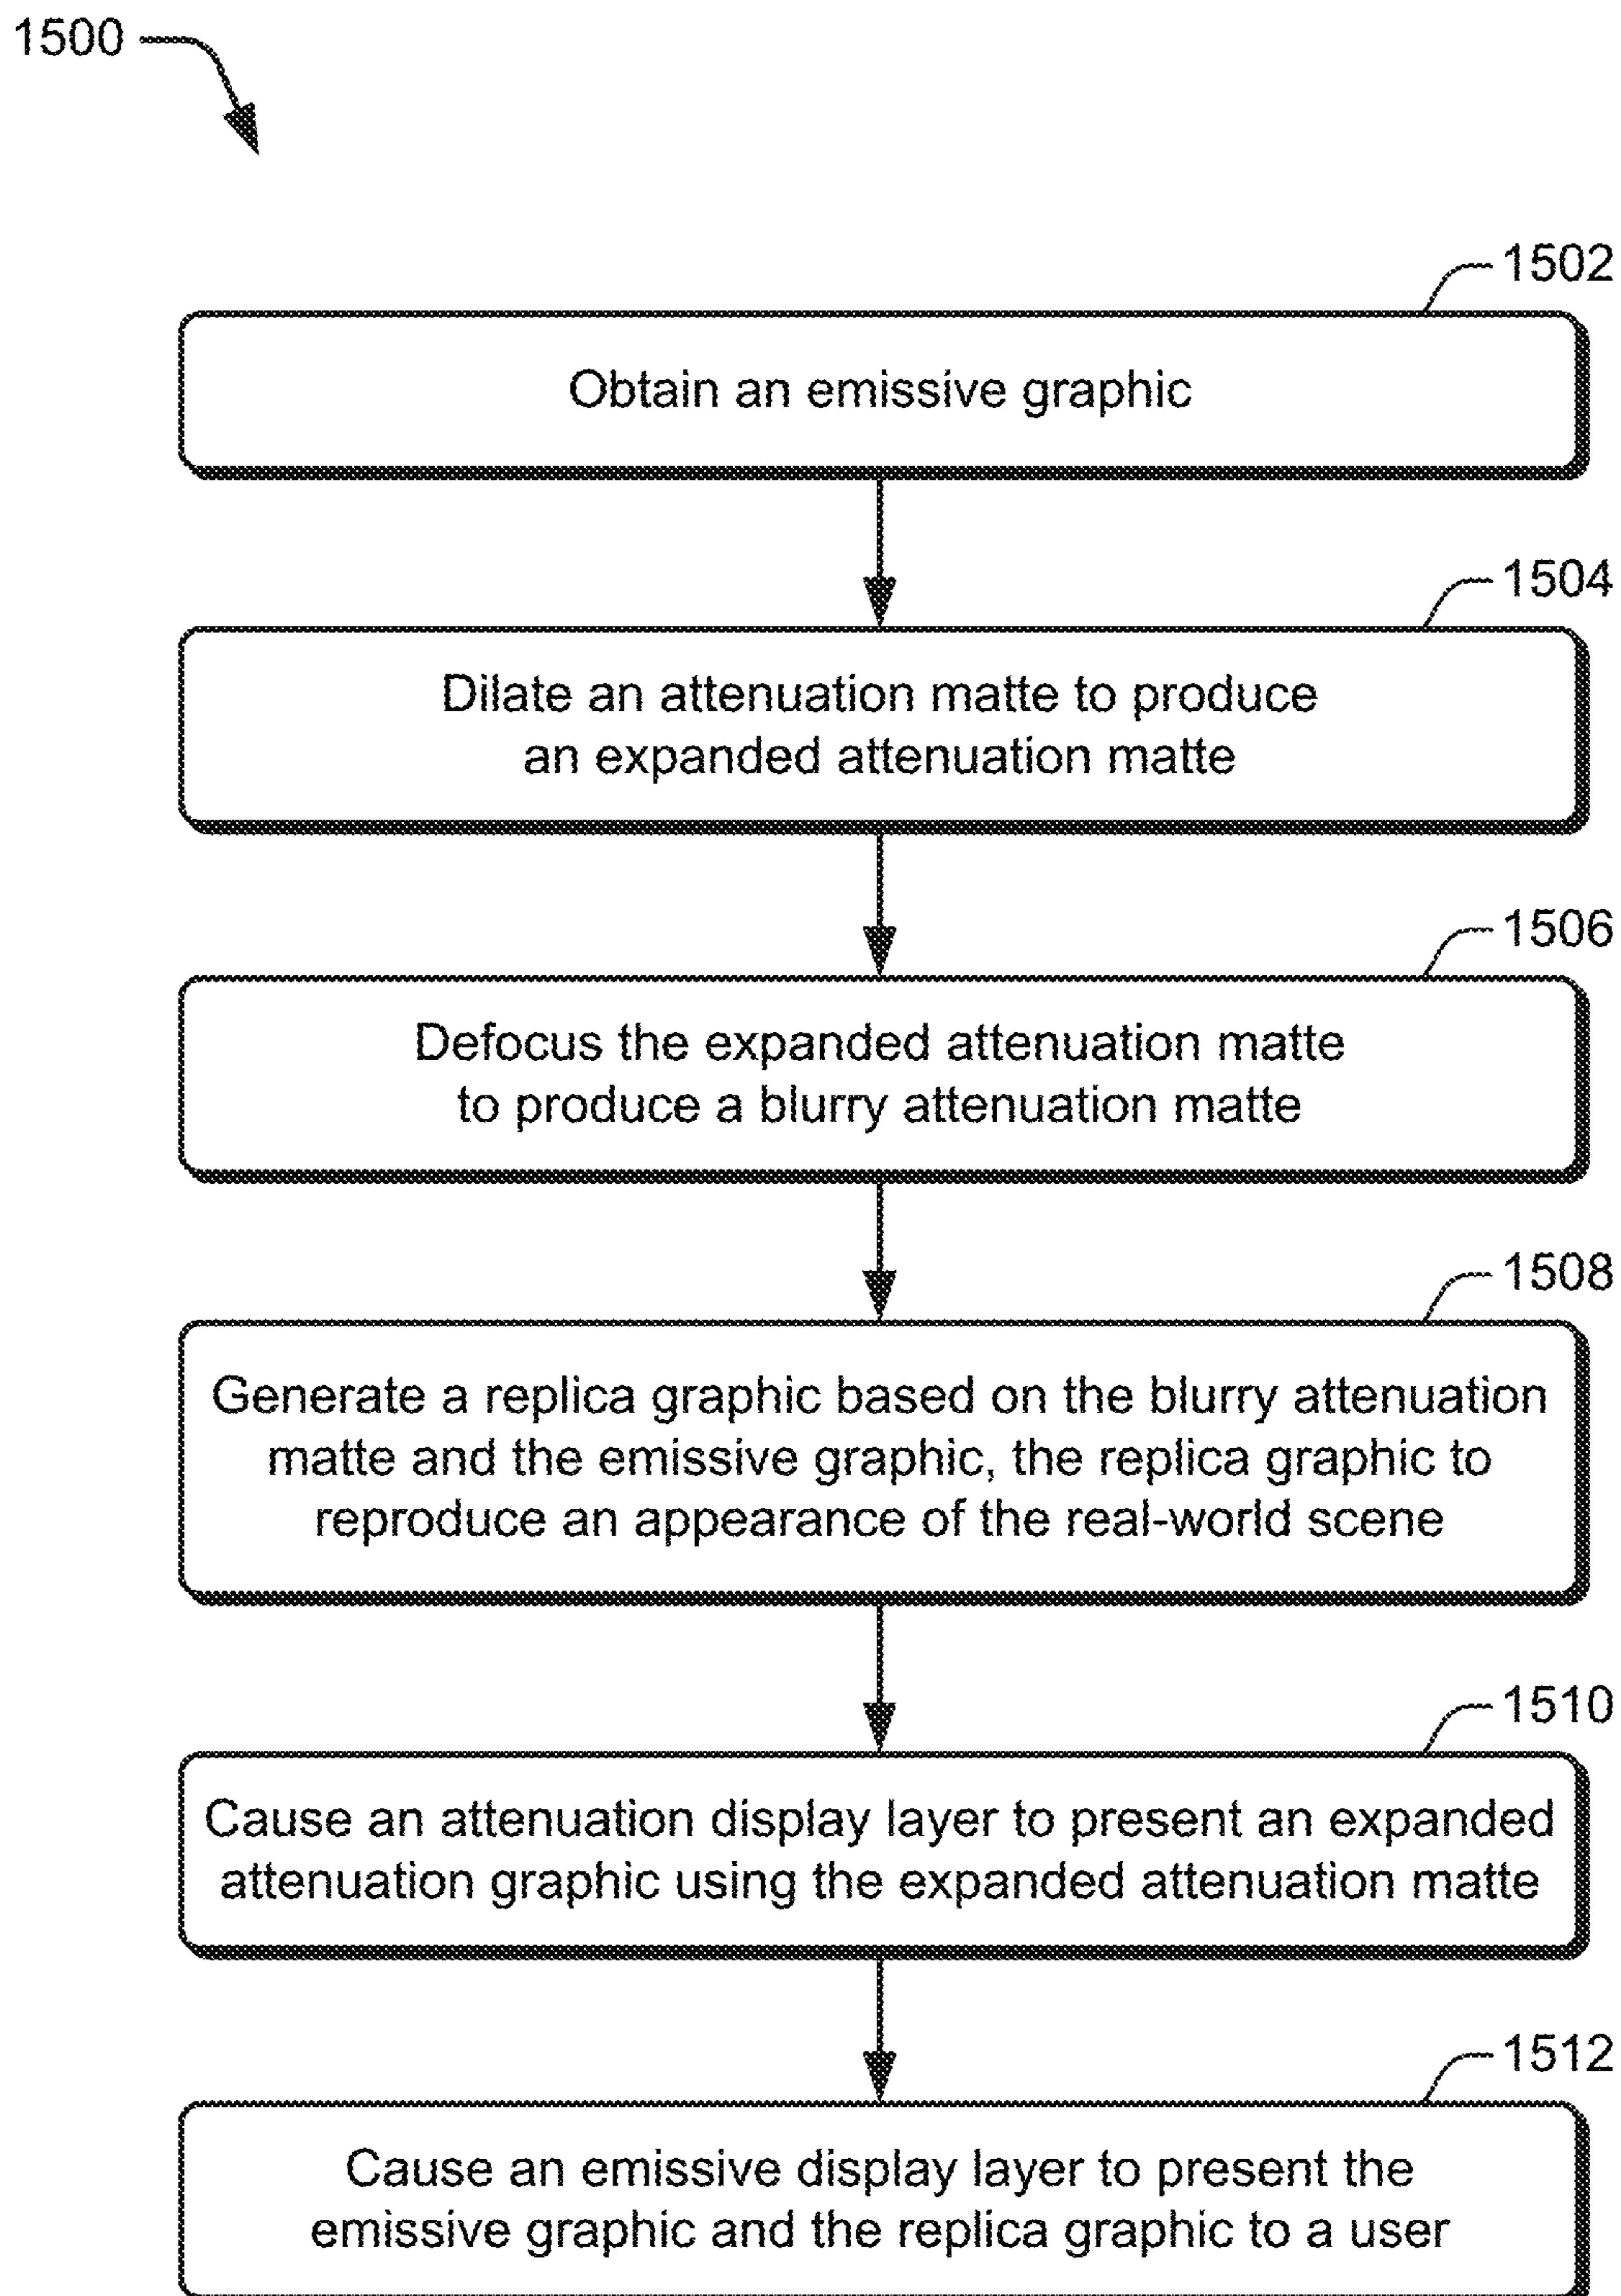 1500
1502
Obtain an emissive graphic
1504
Dilate an attenuation matte to produce
an expanded attenuation matte
1506
Defocus the expanded attenuation matte
to produce a blurry attenuation matte
1508
Generate a replica graphic based on the blurry attenuation
matte and the emissive graphic, the replica graphic to
reproduce an appearance of the real-world scene
1510
Cause an attenuation display layer to present an expanded
attenuation graphic using the expanded attenuation matte
1512
Cause an emissive display layer to present the
emissive graphic and the replica graphic to a user